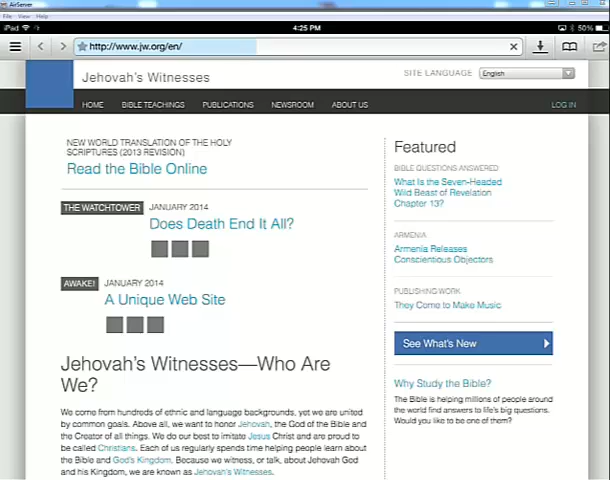 AirServer
File View Help
iPad
4:25 PM
50%
http://www.jw.org/en/
Jehovah's Witnesses
SITE LANGUAGE
English
HOME
BIBLE TEACHINGS
PUBLICATIONS
NEWSROOM
ABOUT US
LOG IN
NEW WORLD TRANSLATION OF THE HOLY
SCRIPTURES (2013 REVISION)
Read the Bible Online
THE WATCHTOWER
JANUARY 2014
Does Death End It All?
AWAKE!
JANUARY 2014
A Unique Web Site
Jehovah's Witnesses—Who Are
We?
We come from hundreds of ethnic and language backgrounds, yet we are united
by common goals. Above all, we want to honor Jehovah, the God of the Bible and
the Creator of all things. We do our best to imitate Jesus Christ and are proud to
be called Christians. Each of us regularly spends time helping people learn about
the Bible and God's Kingdom. Because we witness, or talk, about Jehovah God
and his Kingdom, we are known as Jehovah's Witnesses.
Featured
BIBLE QUESTIONS ANSWERED
What Is the Seven-Headed
Wild Beast of Revelation
Chapter 13?
ARMENIA
Armenia Releases
Conscientious Objectors
PUBLISHING WORK
They Come to Make Music
See What's New
Why Study the Bible?
The Bible is helping millions of people around
the world find answers to life's big questions.
Would you like to be one of them?